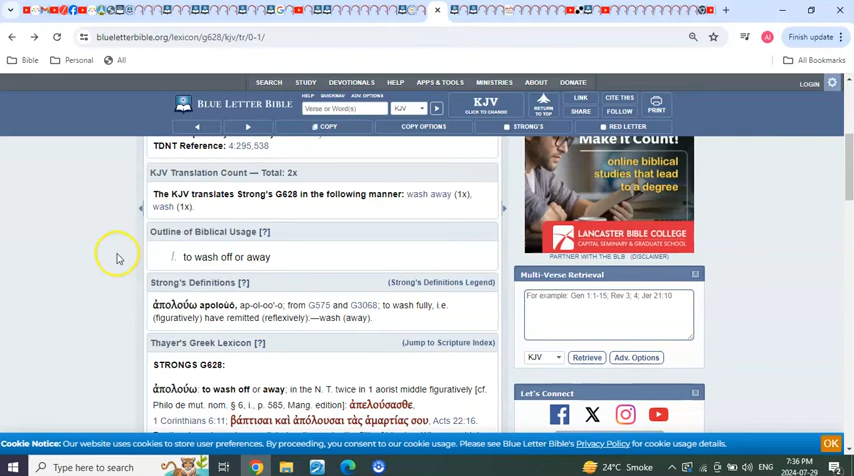 Finish update
blueletterbible.org/lexicon/g628/kjv/tr/0-1/
AI
Bible
Personal
All
All Bookmarks
SEARCH STUDY DEVOTIONALS HELP APPS & TOOLS MINISTRIES ABOUT DONATE
LOGIN
BLUE LETTER BIBLE
HELP QUICKNAV ADV. OPTIONS
Verse or Word(s)
KJV
KJV
CLICK TO CHANGE
RETURN
TO TOP
LINK
SHARE
CITE THIS
FOLLOW
PRINT
COPY
COPY OPTIONS
STRONG'S
RED LETTER
TDNT Reference: 4:295,538
KJV Translation Count — Total: 2x
The KJV translates Strong's G628 in the following manner: wash away (1x),
wash (1x).
Outline of Biblical Usage [?]
I. to wash off or away
Strong's Definitions [?] (Strong's Definitions Legend)
ἀπολούω apoloúō, ap-ol-oo'-o; from G575 and G3068; to wash fully, i.e.
(figuratively) have remitted (reflexively):—wash (away).
Thayer's Greek Lexicon [?] (Jump to Scripture Index)
STRONGS G628:
ἀπολούω: to wash off or away; in the N. T. twice in 1 aorist middle figuratively [cf.
Philo de mut. nom. § 6, i., p. 585, Mang. edition]: ἀπελούσασθε,
1 Corinthians 6:11; βάπτισαι καὶ ἀπόλουσαι τὰς ἁμαρτίας σου, Acts 22:16.
Make it Count!
online biblical
studies that lead
to a degree
LANCASTER BIBLE COLLEGE
CAPITAL SEMINARY & GRADUATE SCHOOL
PARTNER WITH THE BLB (DISCLAIMER)
Multi-Verse Retrieval
For example: Gen 1:1-15; Rev 3, 4; Jer 21:10
KJV
Retrieve
Adv. Options
Let's Connect
Cookie Notice: Our website uses cookies to store user preferences. By proceeding, you consent to our cookie usage. Please see Blue Letter Bible's Privacy Policy for cookie usage details.
OK
Type here to search
24°C Smoke
7:36 PM
2024-07-29